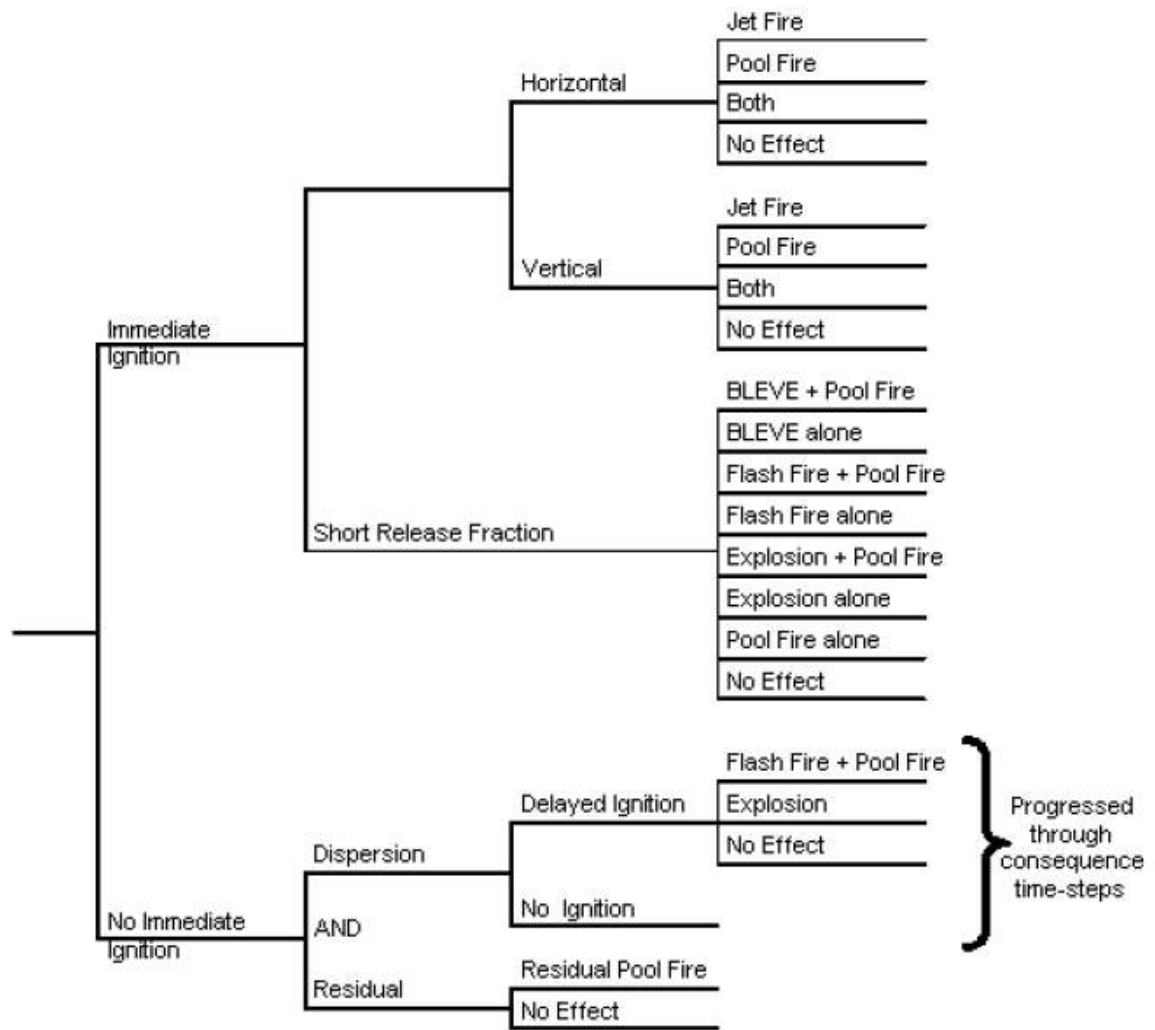 Jet Fire
Pool Fire
Horizontal
Both
No Effect
Jet Fire
Pool Fire
Vertical
Both
No Effect
Immediate
Ignition
BLEVE + Pool Fire
BLEVE alone
Flash Fire + Pool Fire
Flash Fire alone
Short Release Fraction
Explosion + Pool Fire
Explosion alone
Pool Fire alone
No Effect
Flash Fire + Pool Fire
Delayed Ignition
Explosion
No Effect
Progressed
through
consequence
time-steps
Dispersion
No Ignition
No Immediate
Ignition
AND
Residual
Residual Pool Fire
No Effect